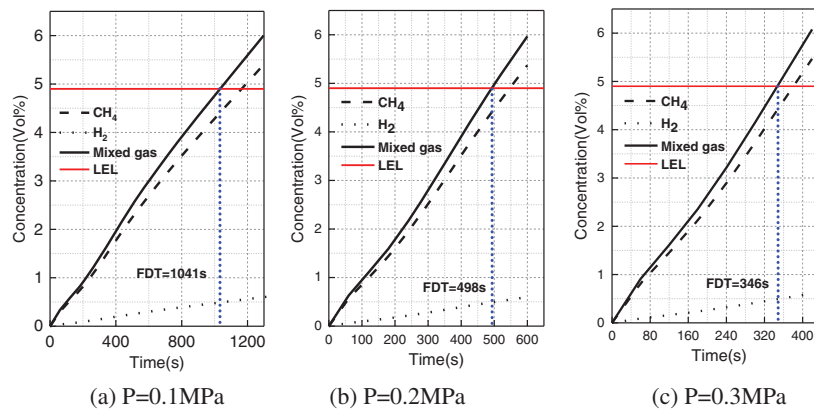 6
5
4
3
2
1
0
Concentration(Vol%)
CH4
H2
Mixed gas
LEL
FDT=1041s
0 400 800 1200
Time(s)
(a) P=0.1MPa
6
5
4
3
2
1
0
Concentration(Vol%)
CH4
H2
Mixed gas
LEL
FDT=498s
0 100 200 300 400 500 600
Time(s)
(b) P=0.2MPa
6
5
4
3
2
1
0
Concentration(Vol%)
CH4
H2
Mixed gas
LEL
FDT=346s
0 80 160 240 320 400
Time(s)
(c) P=0.3MPa